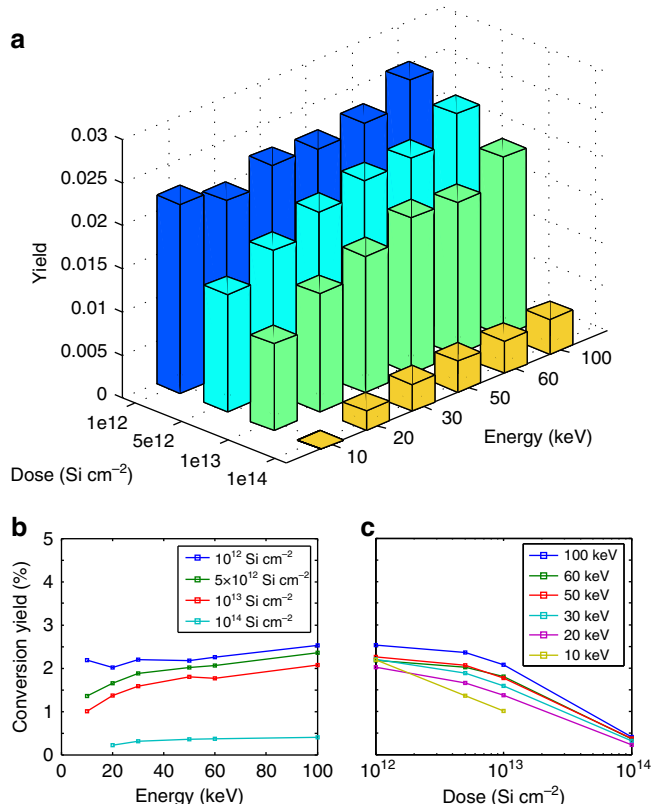 a
0.03
0.025
0.02
0.015
0.01
0.005
0
Yield
1e12
5e12
1e13
1e14
Dose (Si cm⁻²)
10
20
30
50
60
100
Energy (keV)
b
5
4
3
2
1
0
Conversion yield (%)
10¹² Si cm⁻²
5×10¹² Si cm⁻²
10¹³ Si cm⁻²
10¹⁴ Si cm⁻²
0 20 40 60 80 100
Energy (keV)
c
100 keV
60 keV
50 keV
30 keV
20 keV
10 keV
10¹² 10¹³ 10¹⁴
Dose (Si cm⁻²)